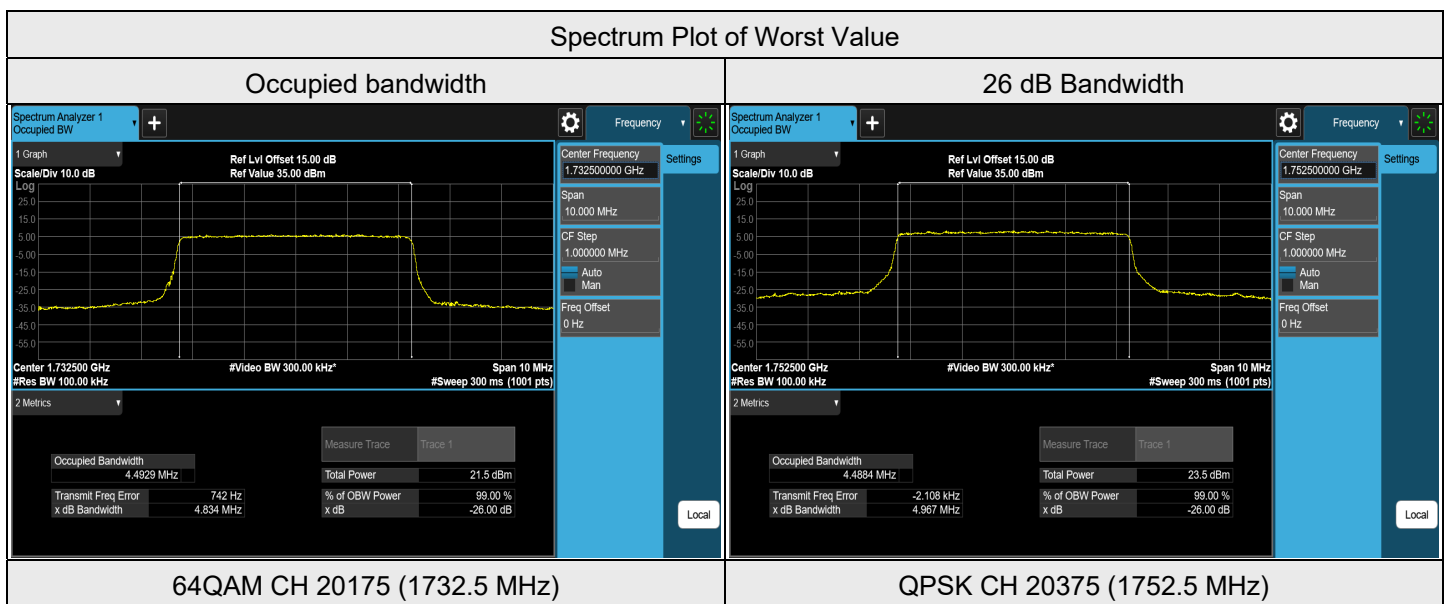 Spectrum Plot of Worst Value
Occupied bandwidth
26 dB Bandwidth
Spectrum Analyzer 1
Occupied BW
+
Frequency
1 Graph
Scale/Div 10.0 dB
Ref Lvl Offset 15.00 dB
Ref Value 35.00 dBm
Log
25.0
15.0
5.00
-5.00
-15.0
-25.0
-35.0
-45.0
-55.0
Center 1.732500 GHz
#Res BW 100.00 kHz
#Video BW 300.00 kHz*
Span 10 MHz
#Sweep 300 ms (1001 pts)
Center Frequency
1.732500000 GHz
Settings
Span
10.000 MHz
CF Step
1.000000 MHz
Auto
Man
Freq Offset
0 Hz
Local
2 Metrics
Measure Trace Trace 1
Occupied Bandwidth
4.4929 MHz
Total Power 21.5 dBm
Transmit Freq Error 742 Hz
% of OBW Power 99.00 %
x dB Bandwidth 4.834 MHz
x dB -26.00 dB
Spectrum Analyzer 1
Occupied BW
+
Frequency
1 Graph
Scale/Div 10.0 dB
Ref Lvl Offset 15.00 dB
Ref Value 35.00 dBm
Log
25.0
15.0
5.00
-5.00
-15.0
-25.0
-35.0
-45.0
-55.0
Center 1.752500 GHz
#Res BW 100.00 kHz
#Video BW 300.00 kHz*
Span 10 MHz
#Sweep 300 ms (1001 pts)
Center Frequency
1.752500000 GHz
Settings
Span
10.000 MHz
CF Step
1.000000 MHz
Auto
Man
Freq Offset
0 Hz
Local
2 Metrics
Measure Trace Trace 1
Occupied Bandwidth
4.4884 MHz
Total Power 23.5 dBm
Transmit Freq Error -2.108 kHz
% of OBW Power 99.00 %
x dB Bandwidth 4.967 MHz
x dB -26.00 dB
64QAM CH 20175 (1732.5 MHz)
QPSK CH 20375 (1752.5 MHz)